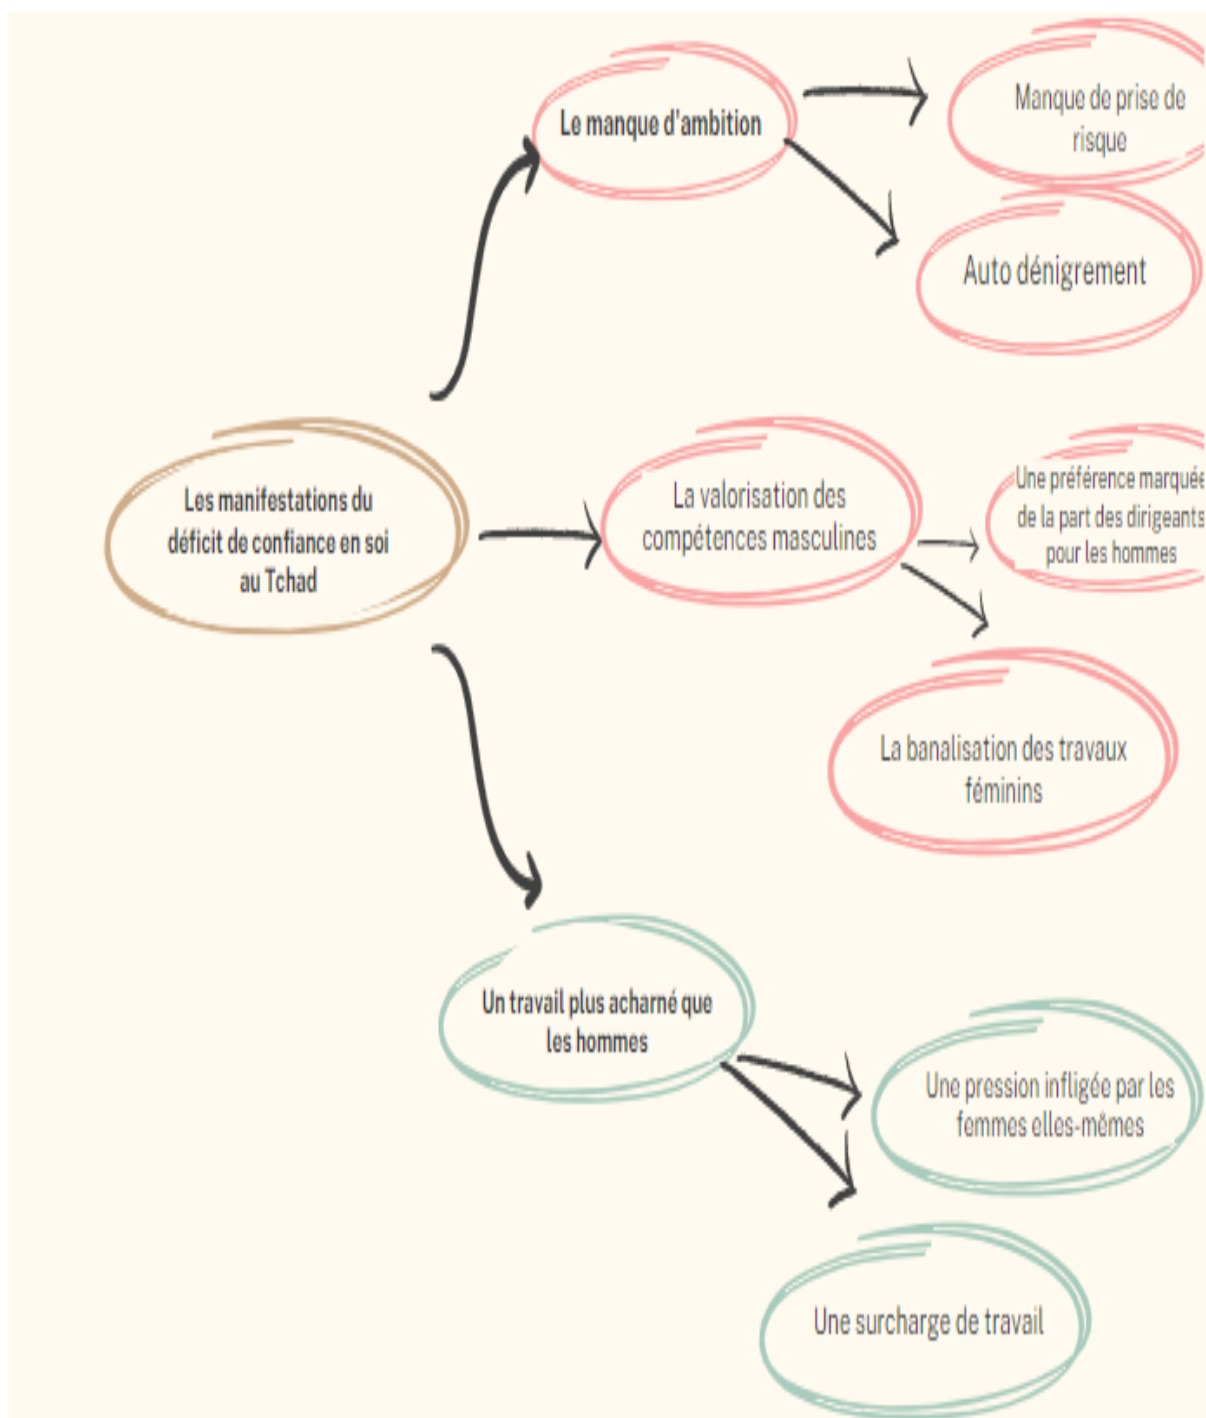 Le manque d'ambition
Manque de prise de
risque
Auto dénigrement
Les manifestations du
déficit de confiance en soi
au Tchad
La valorisation des
compétences masculines
Une préférence marquée
de la part des dirigeants
pour les hommes
La banalisation des travaux
féminins
Un travail plus acharné que
les hommes
Une pression infligée par les
femmes elles-mêmes
Une surcharge de travail